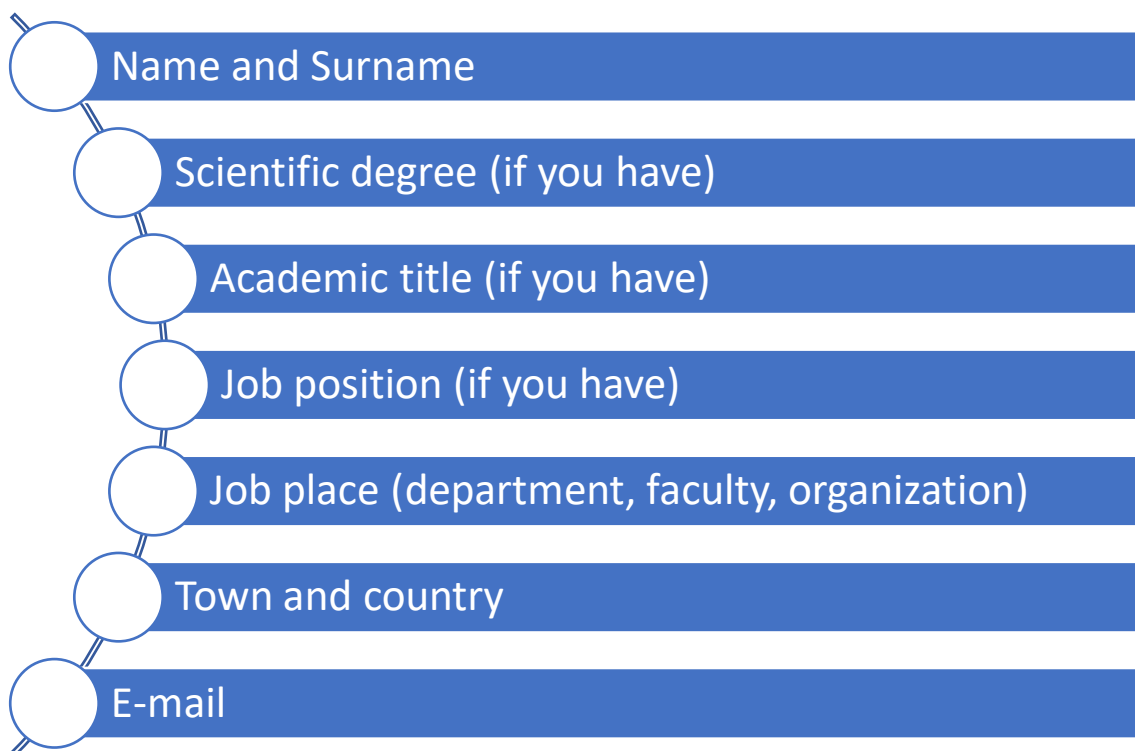 Name and Surname
Scientific degree (if you have)
Academic title (if you have)
Job position (if you have)
Job place (department, faculty, organization)
Town and country
E-mail